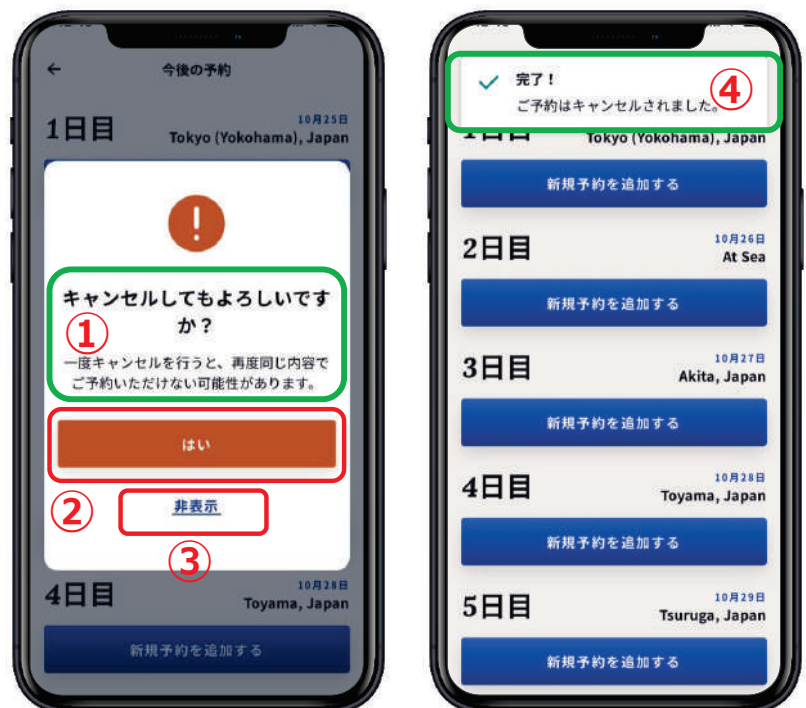 今後の予約
1日目
10月25日
Tokyo (Yokohama), Japan
!
キャンセルしてもよろしいです
か？
①
一度キャンセルを行うと、再度同じ内容で
ご予約いただけない可能性があります。
はい
②
非表示
③
4日目
10月28日
Toyama, Japan
新規予約を追加する
完了！
ご予約はキャンセルされました。
④
1日目
Tokyo (Yokohama), Japan
新規予約を追加する
2日目
10月26日
At Sea
新規予約を追加する
3日目
10月27日
Akita, Japan
新規予約を追加する
4日目
10月28日
Toyama, Japan
新規予約を追加する
5日目
10月29日
Tsuruga, Japan
新規予約を追加する